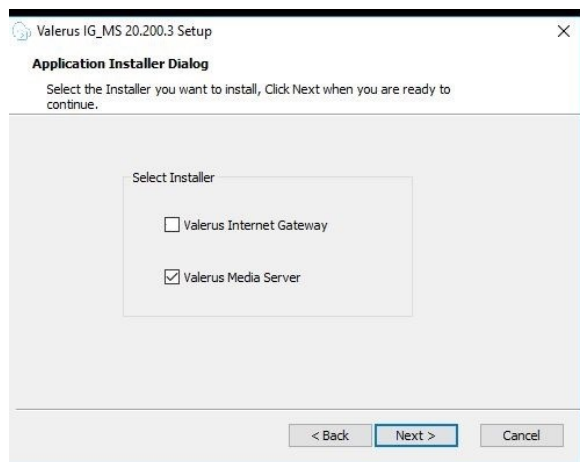 Valerus IG_MS 20.200.3 Setup
Application Installer Dialog
Select the Installer you want to install, Click Next when you are ready to
continue.
Select Installer
Valerus Internet Gateway
Valerus Media Server
< Back
Next >
Cancel